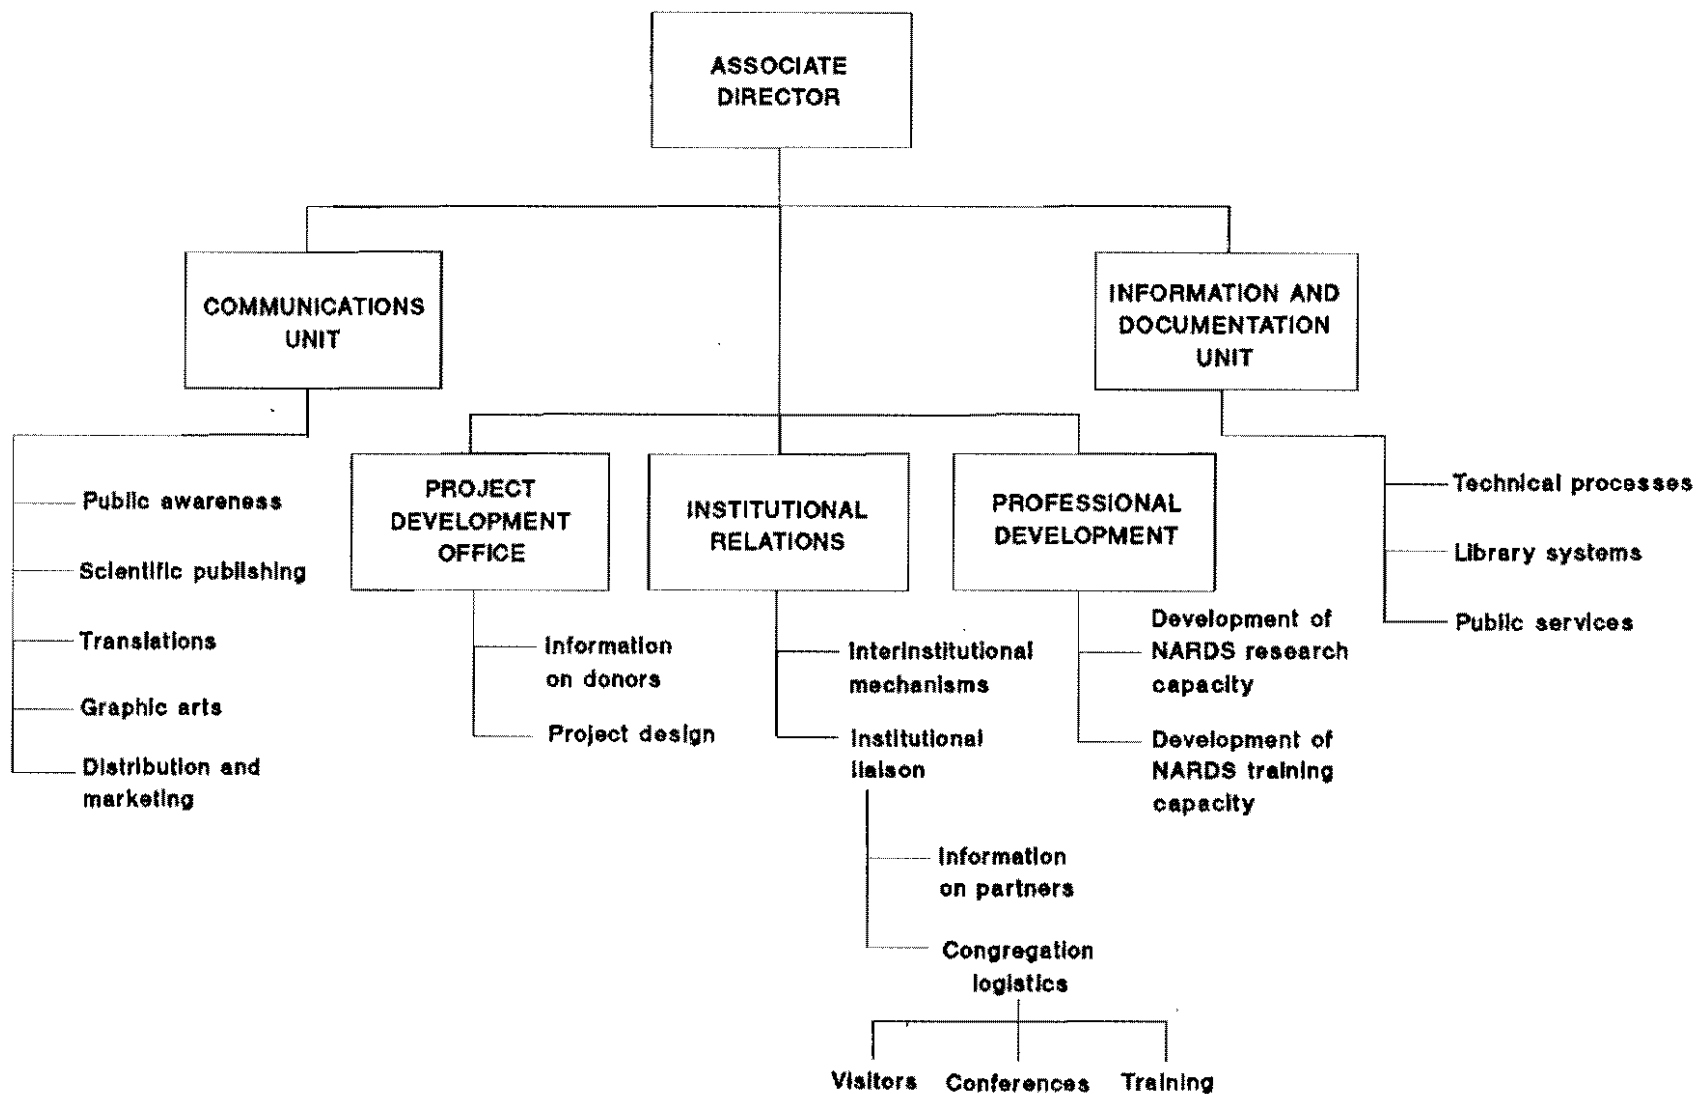 ASSOCIATE
DIRECTOR
COMMUNICATIONS
UNIT
INFORMATION AND
DOCUMENTATION
UNIT
PROJECT
DEVELOPMENT
OFFICE
INSTITUTIONAL
RELATIONS
PROFESSIONAL
DEVELOPMENT
Public awareness
Scientific publishing
Translations
Graphic arts
Distribution and
marketing
Information
on donors
Project design
Interinstitutional
mechanisms
Institutional
liaison
Information
on partners
Congregation
logistics
Visitors
Conferences
Training
Development of
NARDS research
capacity
Development of
NARDS training
capacity
Technical processes
Library systems
Public services